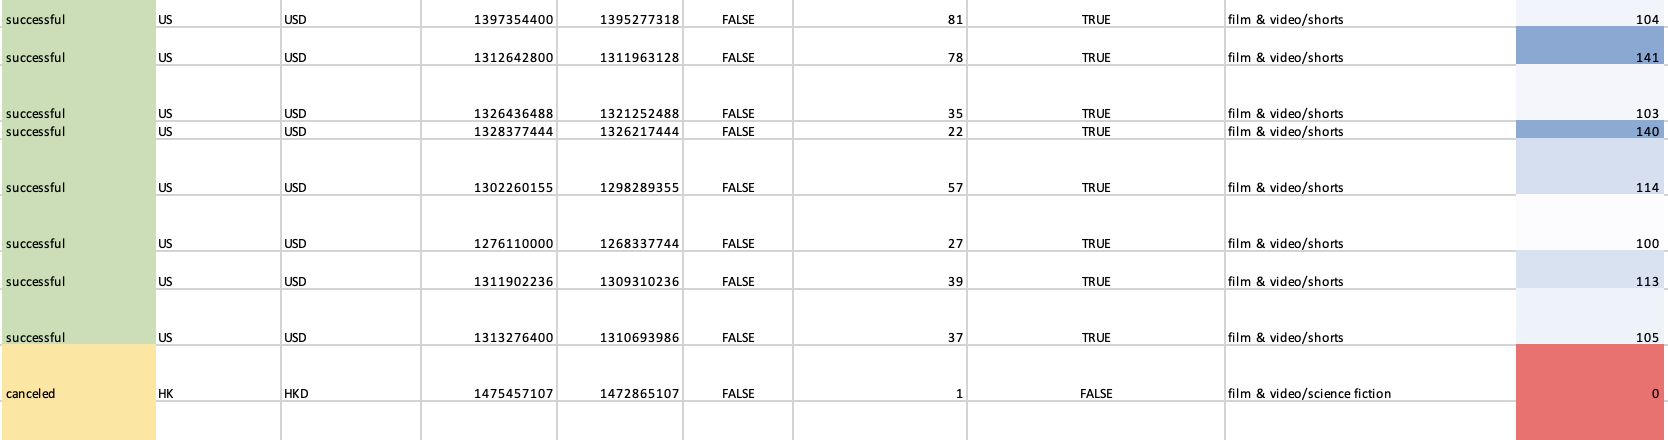 successful US USD 1397354400 1395277318 FALSE 81 TRUE film & video/shorts 104
successful US USD 1312642800 1311963128 FALSE 78 TRUE film & video/shorts 141
successful US USD 1326436488 1321252488 FALSE 35 TRUE film & video/shorts 103
successful US USD 1328377444 1326217444 FALSE 22 TRUE film & video/shorts 140
successful US USD 1302260155 1298289355 FALSE 57 TRUE film & video/shorts 114
successful US USD 1276110000 1268337744 FALSE 27 TRUE film & video/shorts 100
successful US USD 1311902236 1309310236 FALSE 39 TRUE film & video/shorts 113
successful US USD 1313276400 1310693986 FALSE 37 TRUE film & video/shorts 105
canceled HK HKD 1475457107 1472865107 FALSE 1 FALSE film & video/science fiction 0